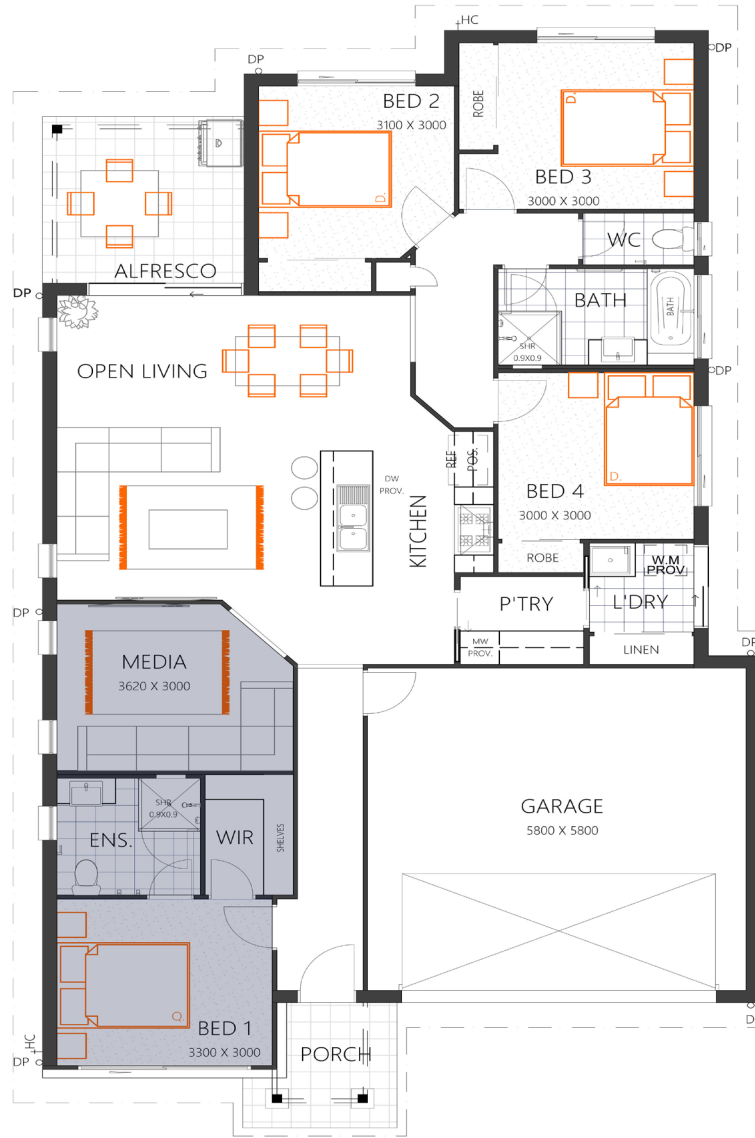 HC
DP
DP
BED 2
3100 X 3000
ROBE
D.
BED 3
3000 X 3000
D.
WC
ALFRESCO
DP
BATH
BATH
SHR
0.9X0.9
DP
OPEN LIVING
REF
POS.
DW
PROV.
KITCHEN
D.
BED 4
3000 X 3000
ROBE
W.M
PROV
P'TRY
L'DRY
DP
MW
PROV.
LINEN
DP
MEDIA
3620 X 3000
SHR
0.9X0.9
ENS.
WIR
SHELVES
GARAGE
5800 X 5800
Q.
BED 1
3300 X 3000
HC
DP
PORCH